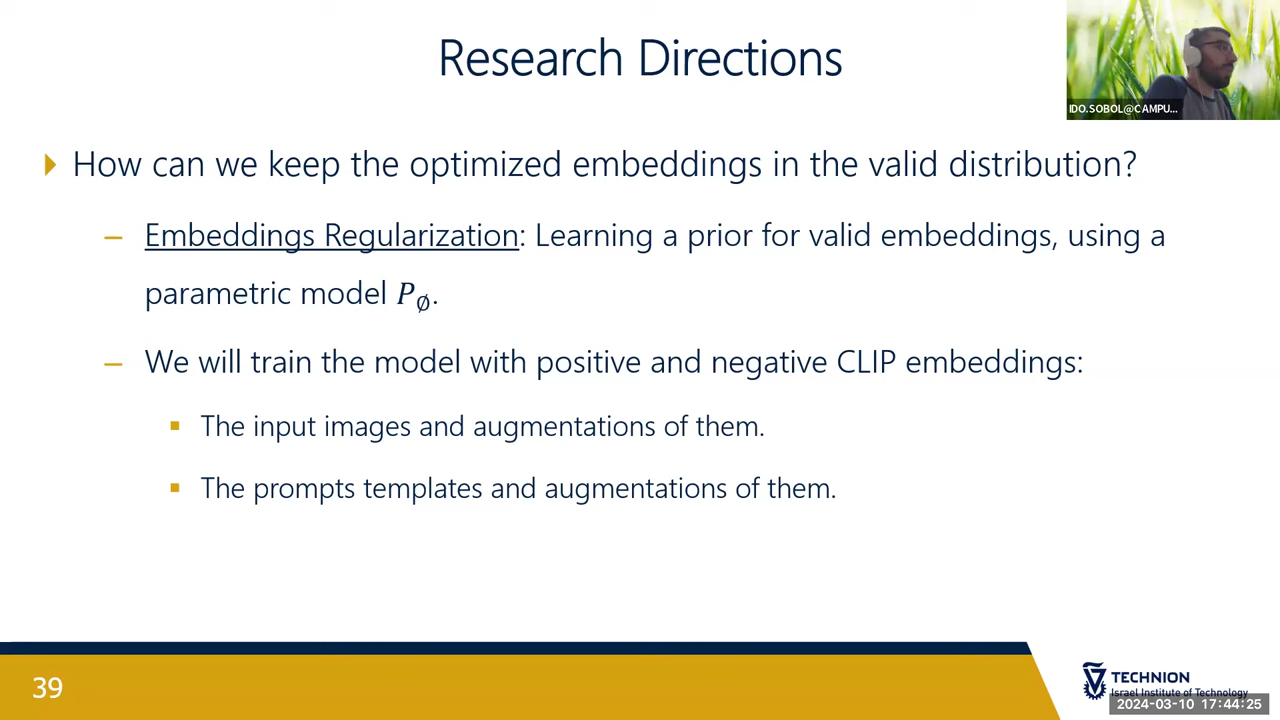 Research Directions
IDO.SOBOL@CAMPU...
How can we keep the optimized embeddings in the valid distribution?
– Embeddings Regularization: Learning a prior for valid embeddings, using a
parametric model P∅.
– We will train the model with positive and negative CLIP embeddings:
▪ The input images and augmentations of them.
▪ The prompts templates and augmentations of them.
39
TECHNION
Israel Institute of Technology
2024-03-10 17:44:25